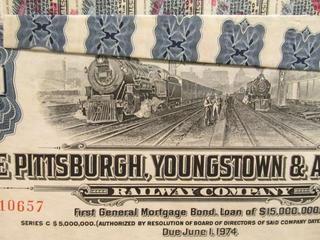 E PITTSBURGH, YOUNGSTOWN & A
RAILWAY COMPANY
10657
First General Mortgage Bond. Loan of $15,000,000.
SERIES C $5,000,000. (AUTHORIZED BY RESOLUTION OF BOARD OF DIRECTORS OF SAID COMPANY DATED
Due June 1, 1974.